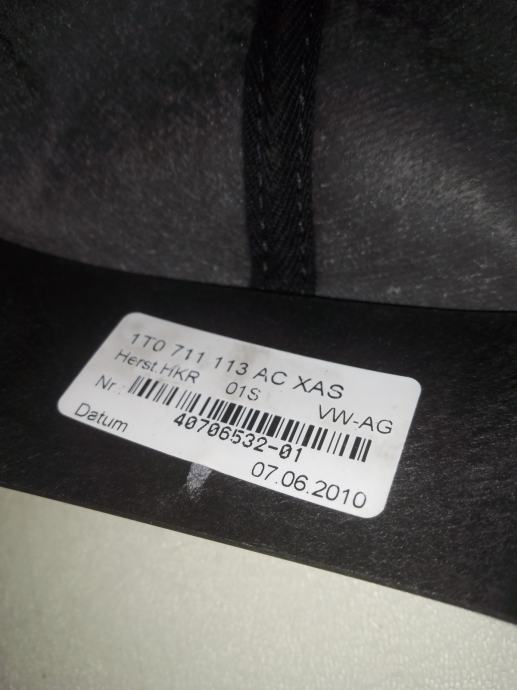 1T0 711 113 AC XAS
Herst.HKR 01S VW-AG
Nr.:
40706532-01
Datum 07.06.2010